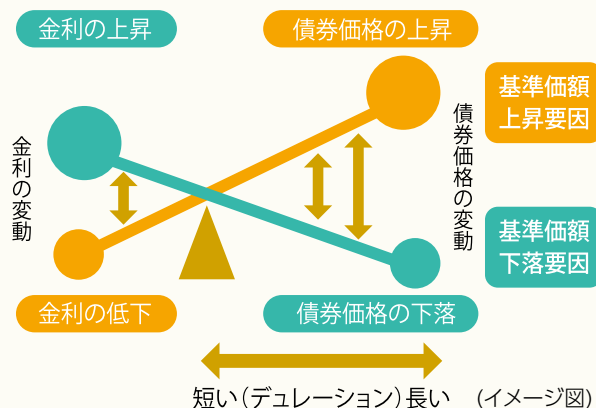 金利の上昇
債券価格の上昇
基準価額
上昇要因
金利の変動
債券価格の変動
基準価額
下落要因
金利の低下
債券価格の下落
短い(デュレーション)長い (イメージ図)